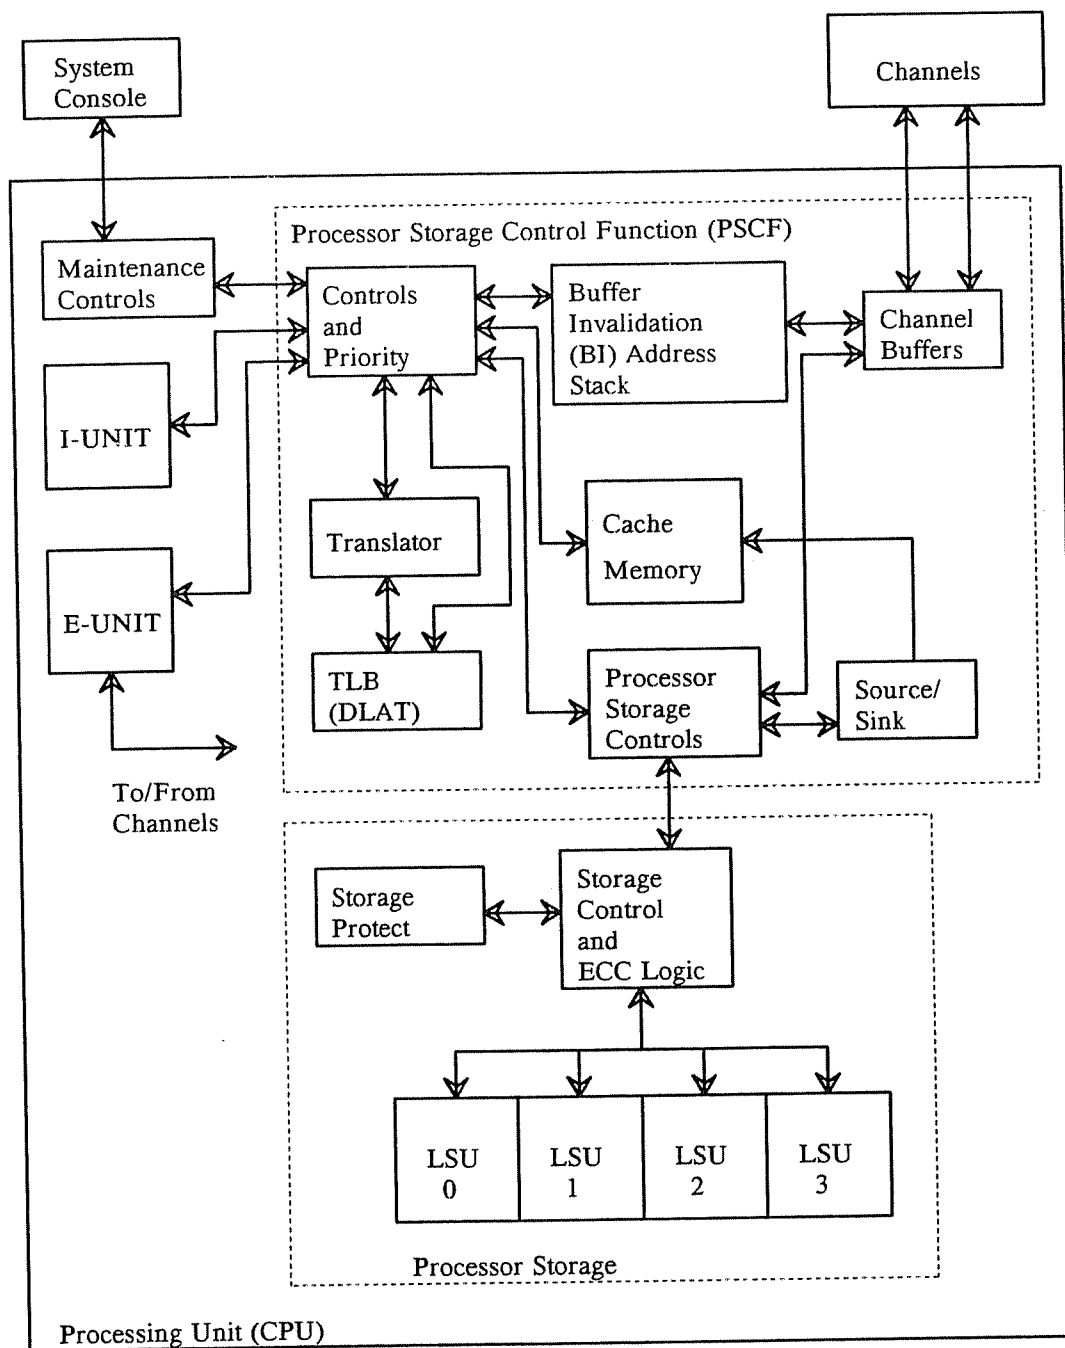 System
Console
Channels
Processor Storage Control Function (PSCF)
Maintenance
Controls
Controls
and
Priority
Buffer
Invalidation
(BI) Address
Stack
Channel
Buffers
I-UNIT
Translator
Cache
Memory
E-UNIT
TLB
(DLAT)
Processor
Storage
Controls
Source/
Sink
To/From
Channels
Storage
Protect
Storage
Control
and
ECC Logic
LSU
0
LSU
1
LSU
2
LSU
3
Processor Storage
Processing Unit (CPU)